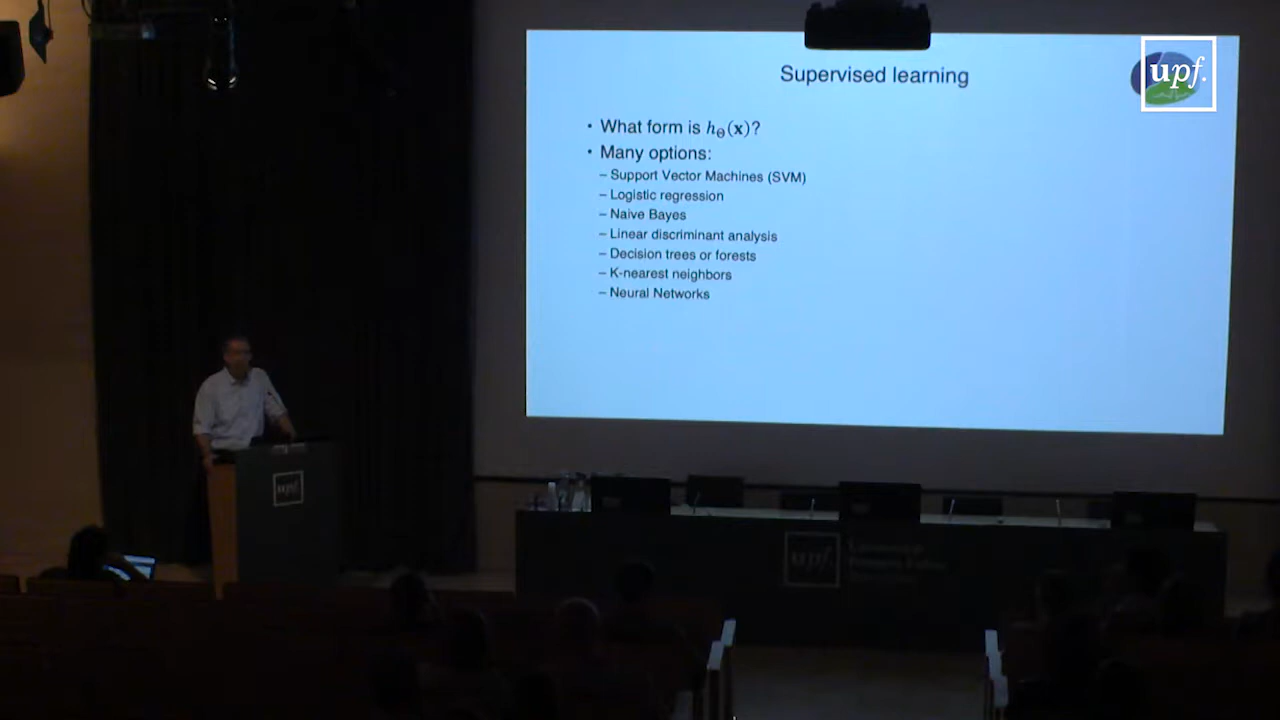 Supervised learning
upf.
• What form is hΘ(x)?
• Many options:
– Support Vector Machines (SVM)
– Logistic regression
– Naive Bayes
– Linear discriminant analysis
– Decision trees or forests
– K-nearest neighbors
– Neural Networks
upf.
upf.